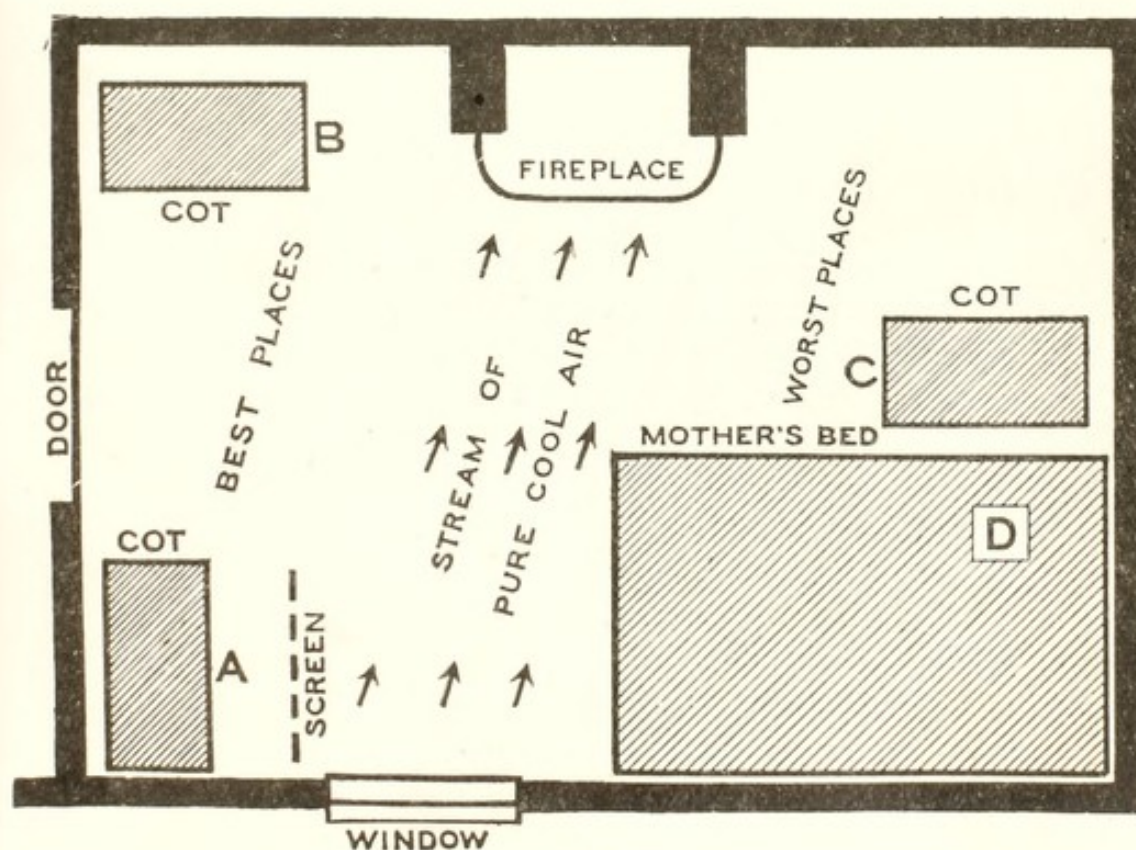 B
COT
FIREPLACE
BEST PLACES
WORST PLACES
COT
C
DOOR
STREAM OF
PURE COOL AIR
MOTHER'S BED
D
COT
A
SCREEN
WINDOW